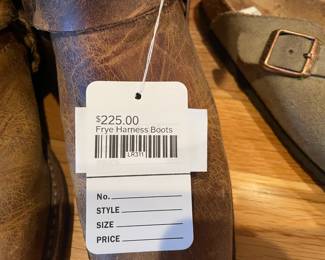 $225.00
Frye Harness Boots
LR311
No.
STYLE
SIZE
PRICE